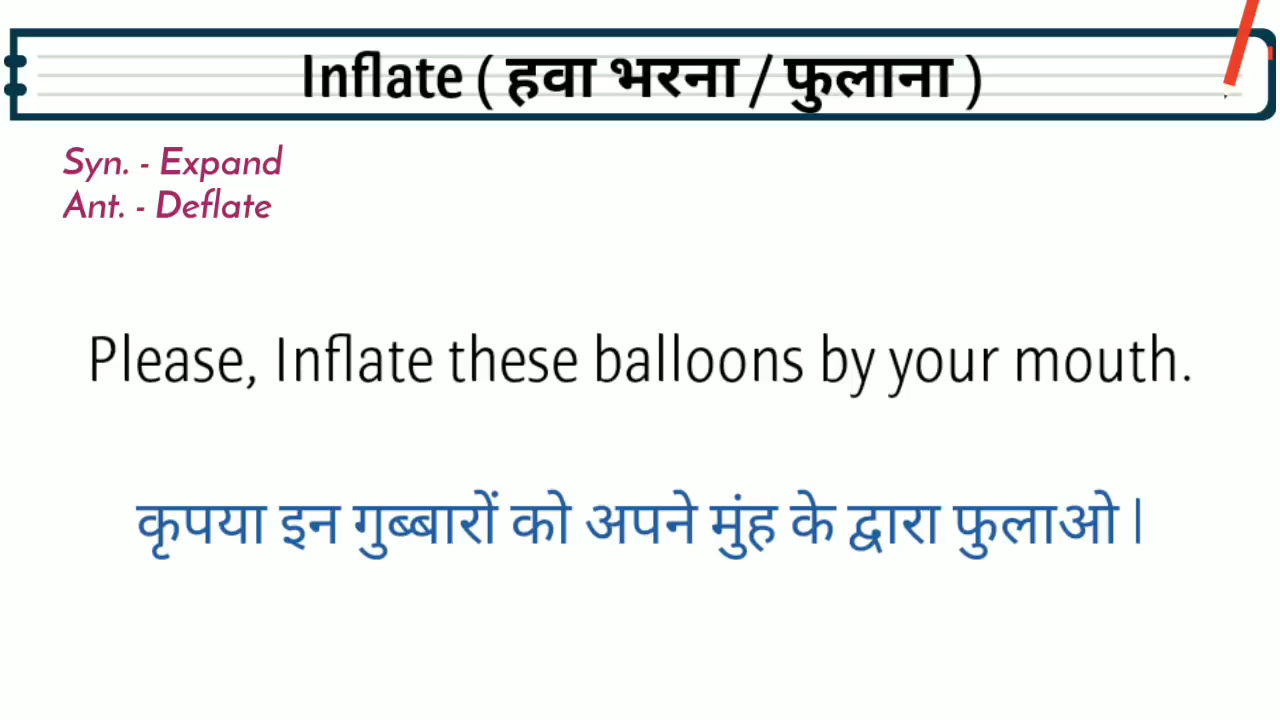 Inflate ( हवा भरना / फुलाना )
Syn. - Expand
Ant. - Deflate
Please, Inflate these balloons by your mouth.
कृपया इन गुब्बारों को अपने मुंह के द्वारा फुलाओ |